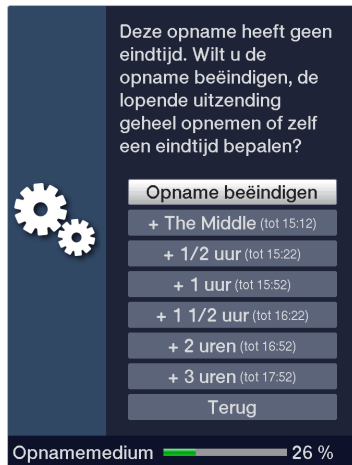 Deze opname heeft geen
eindtijd. Wilt u de
opname beëindigen, de
lopende uitzending
geheel opnemen of zelf
een eindtijd bepalen?
Opname beëindigen
+ The Middle (tot 15:12)
+ 1/2 uur (tot 15:22)
+ 1 uur (tot 15:52)
+ 1 1/2 uur (tot 16:22)
+ 2 uren (tot 16:52)
+ 3 uren (tot 17:52)
Terug
Opnamemedium 26 %